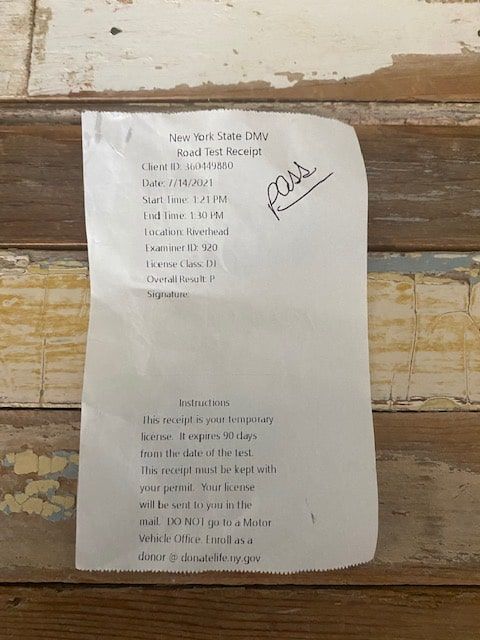 New York State DMV
Road Test Receipt
Client ID: 360449880
Date: 7/14/2021
pass
Start Time: 1:21 PM
End Time: 1:30 PM
Location: Riverhead
Examiner ID: 920
License Class: DJ
Overall Result: P
Signature:
Instructions
This receipt is your temporary
license. It expires 90 days
from the date of the test.
This receipt must be kept with
your permit. Your license
will be sent to you in the
mail. DO NOT go to a Motor
Vehicle Office. Enroll as a
donor @ donatelife.ny.gov